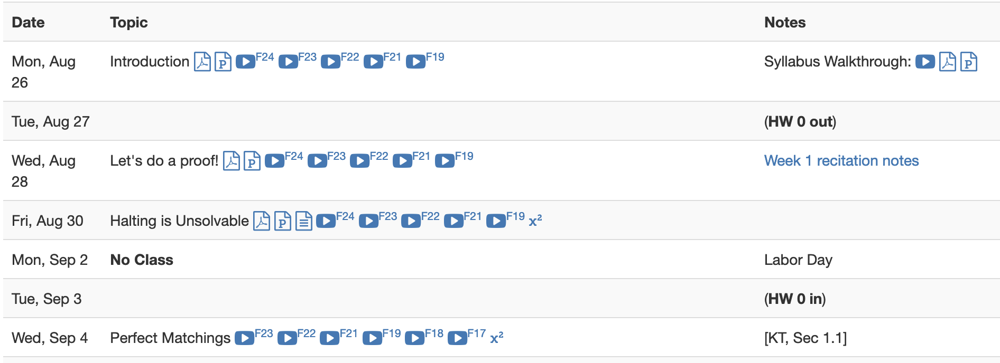 Date Topic Notes
Mon, Aug 26 Introduction F24 F23 F22 F21 F19 Syllabus Walkthrough:
Tue, Aug 27 (HW 0 out)
Wed, Aug 28 Let's do a proof! F24 F23 F22 F21 F19 Week 1 recitation notes
Fri, Aug 30 Halting is Unsolvable F24 F23 F22 F21 F19 x²
Mon, Sep 2 No Class Labor Day
Tue, Sep 3 (HW 0 in)
Wed, Sep 4 Perfect Matchings F23 F22 F21 F19 F18 F17 x² [KT, Sec 1.1]